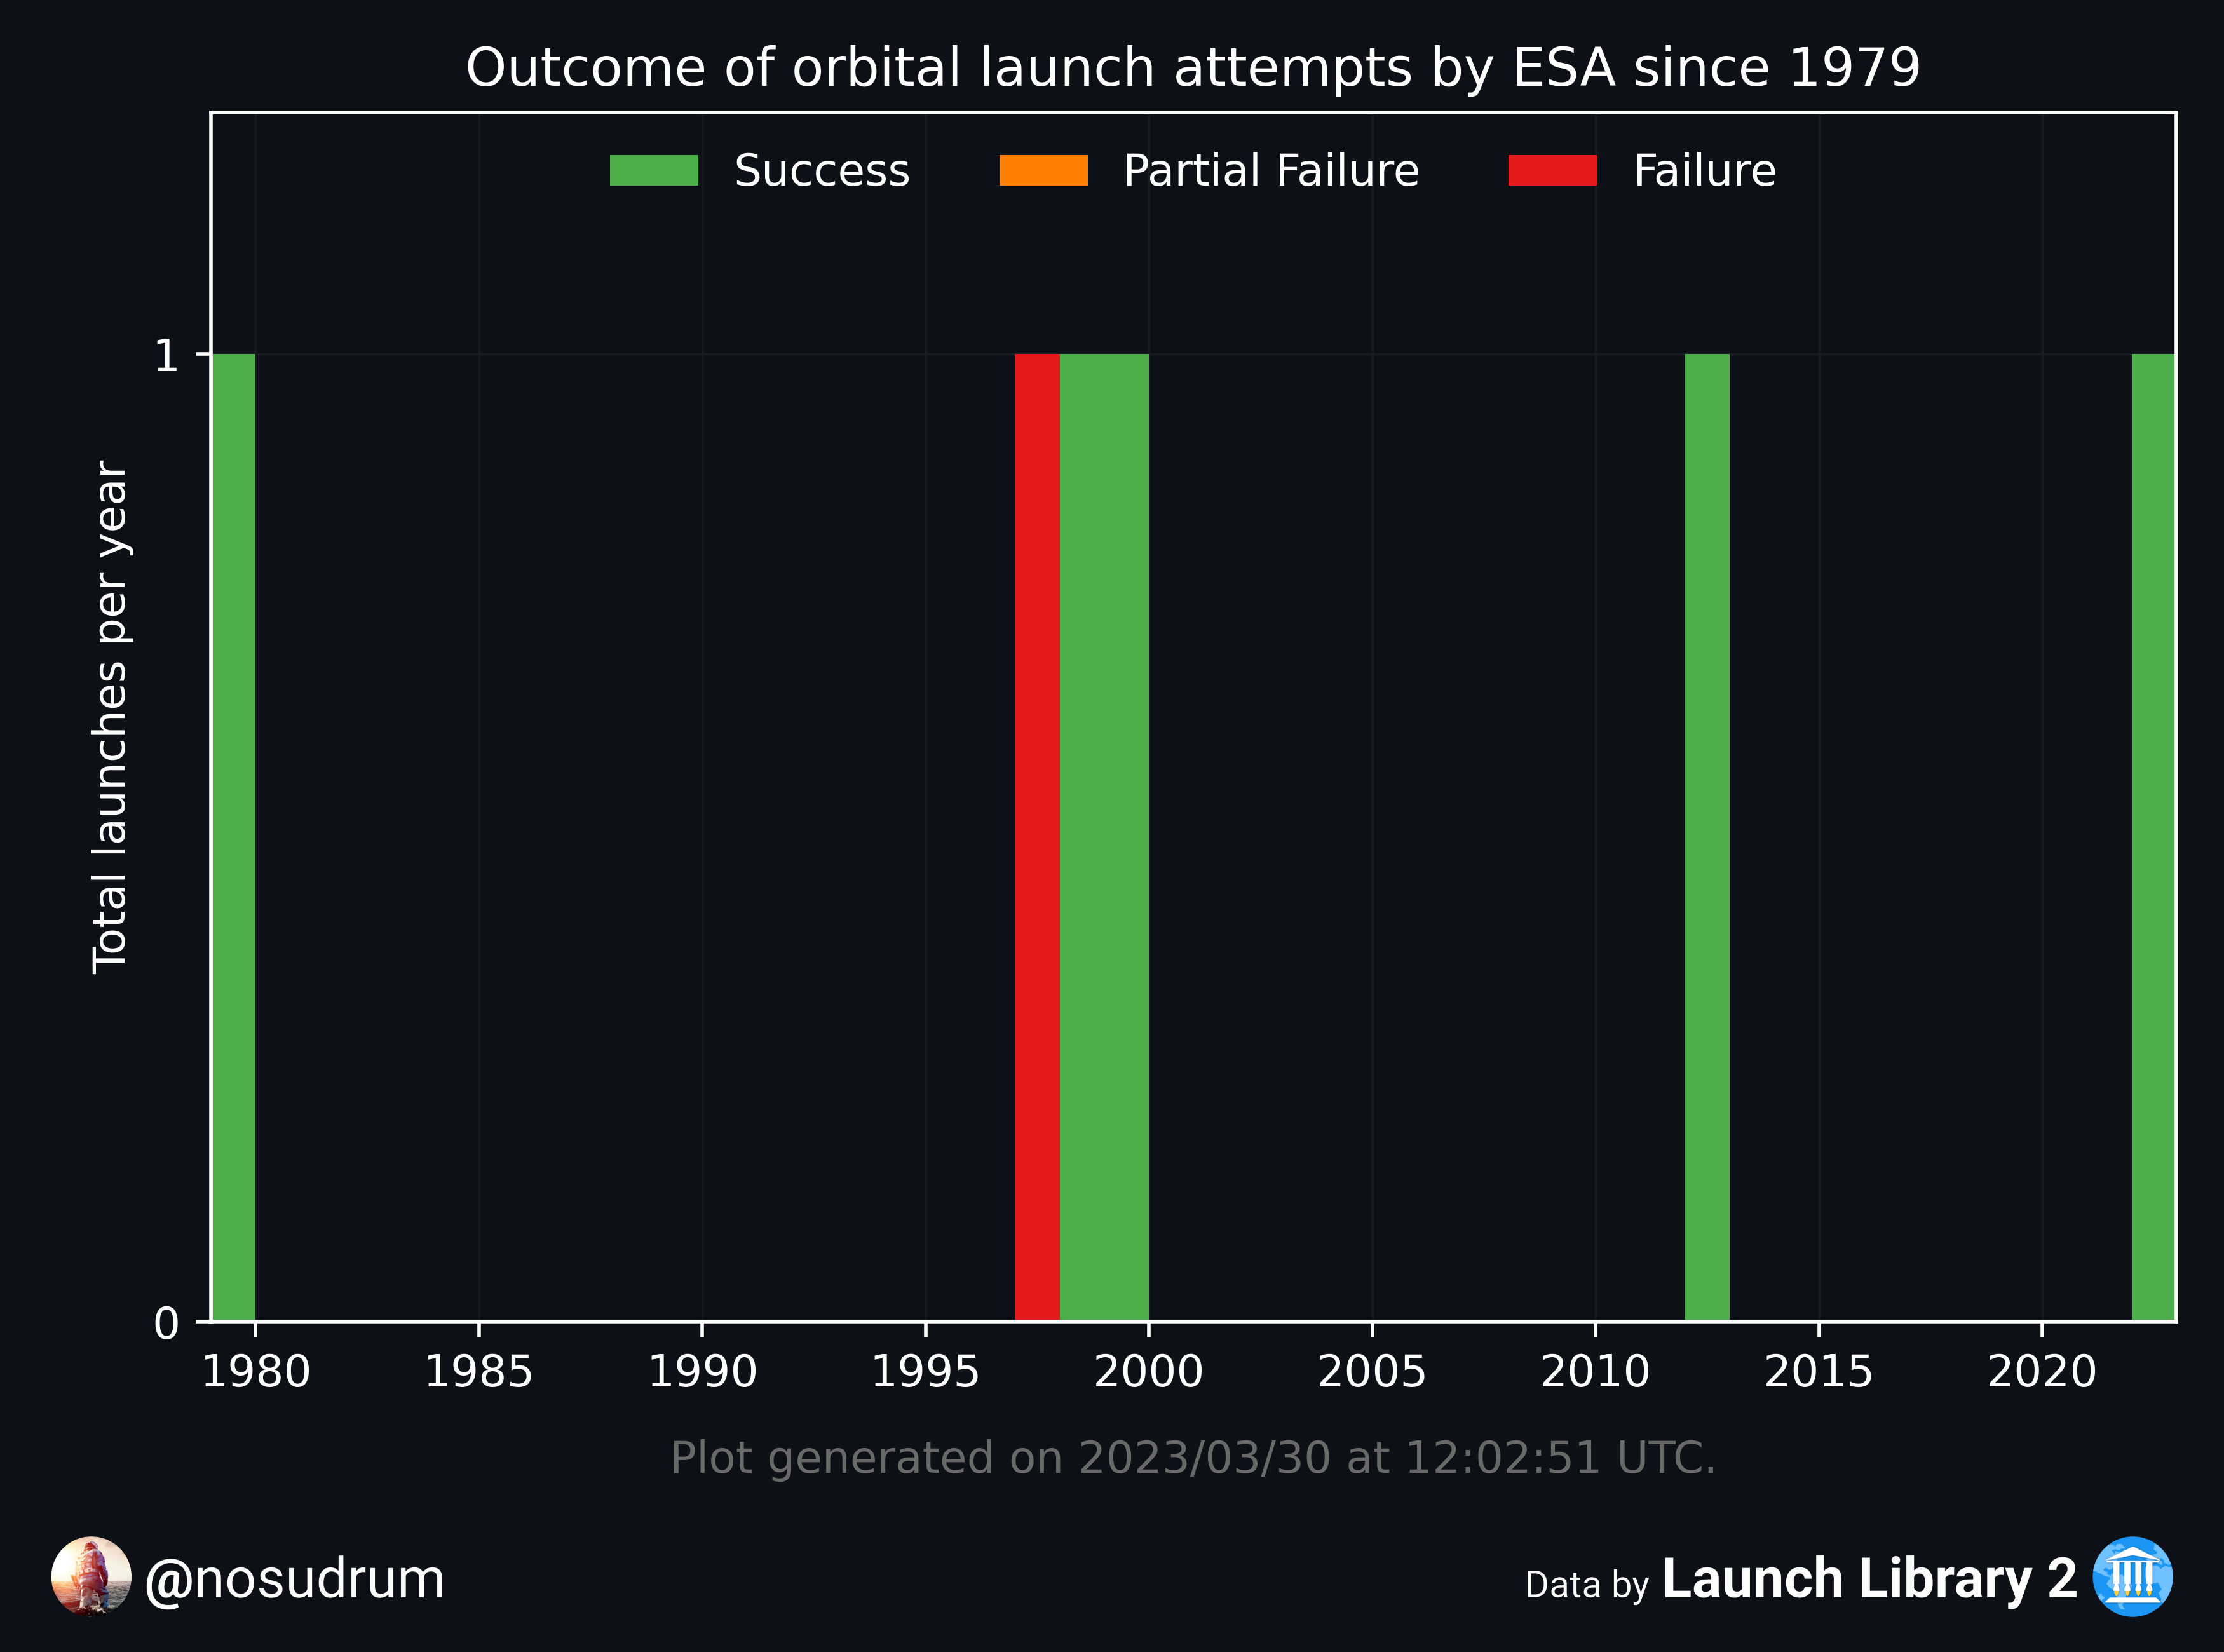 Outcome of orbital launch attempts by ESA since 1979
Success Partial Failure Failure
Total launches per year
1
0
1980 1985 1990 1995 2000 2005 2010 2015 2020
Plot generated on 2023/03/30 at 12:02:51 UTC.
@nosudrum
Data by Launch Library 2